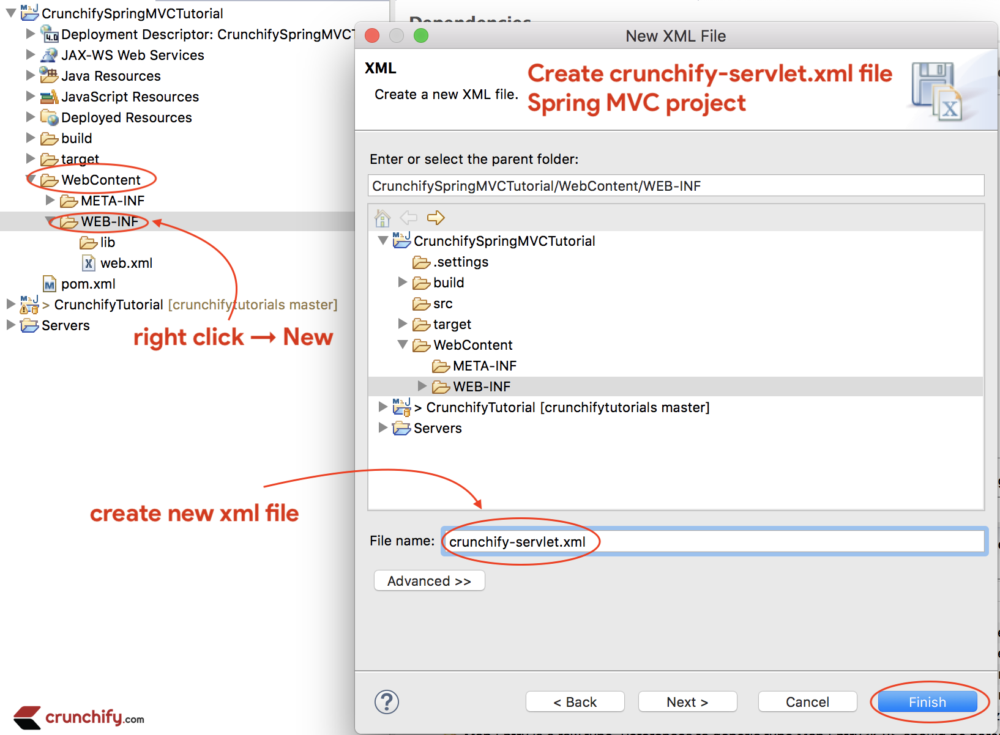 CrunchifySpringMVCTutorial
Deployment Descriptor: CrunchifySpringMVCT
JAX-WS Web Services
Java Resources
JavaScript Resources
Deployed Resources
build
target
WebContent
META-INF
WEB-INF
lib
web.xml
pom.xml
> CrunchifyTutorial [crunchifytutorials master]
Servers
right click → New
create new xml file
crunchify.com
Dependencies
New XML File
XML
Create a new XML file.
Create crunchify-servlet.xml file
Spring MVC project
Enter or select the parent folder:
CrunchifySpringMVCTutorial/WebContent/WEB-INF
CrunchifySpringMVCTutorial
.settings
build
src
target
WebContent
META-INF
WEB-INF
> CrunchifyTutorial [crunchifytutorials master]
Servers
File name: crunchify-servlet.xml
Advanced >>
? < Back Next > Cancel Finish